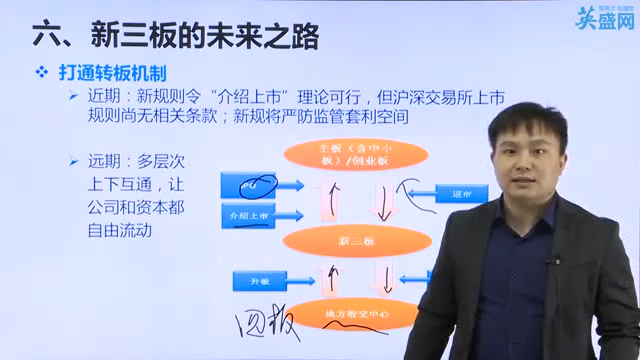 英盛网
六、新三板的未来之路
打通转板机制
近期：新规则令“介绍上市”理论可行，但沪深交易所上市
规则尚无相关条款；新规将严防监管套利空间
远期：多层次
上下互通，让
公司和资本都
自由流动
主板（含中小
板）/创业板
IPO
退市
介绍上市
新三板
升板
地方股交中心